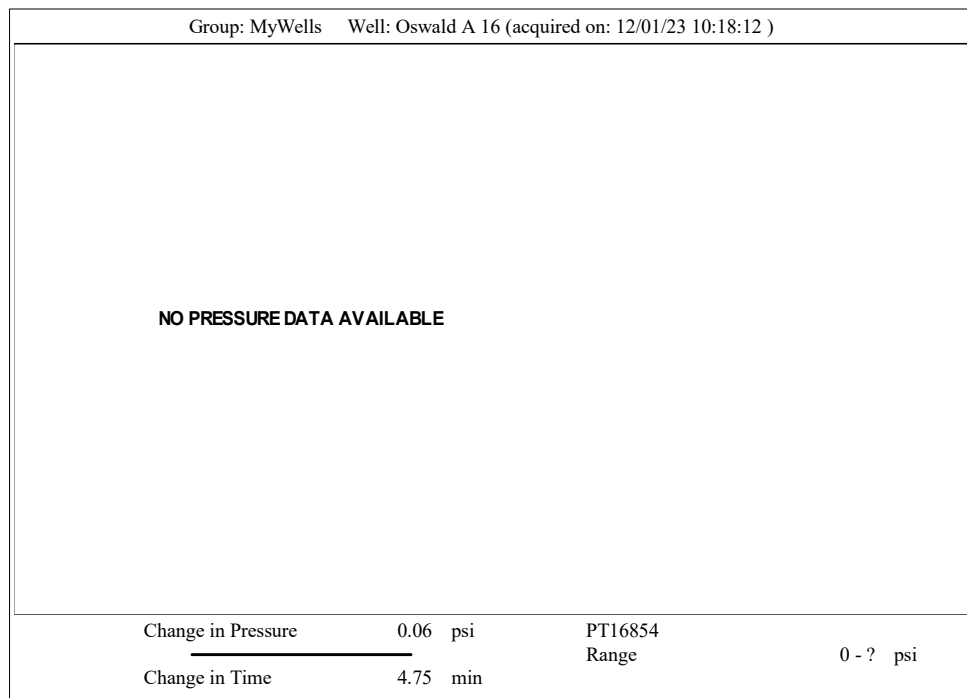 Group: MyWells Well: Oswald A 16 (acquired on: 12/01/23 10:18:12 )
NO PRESSURE DATA AVAILABLE
Change in Pressure 0.06 psi PT16854
Range 0 - ? psi
Change in Time 4.75 min